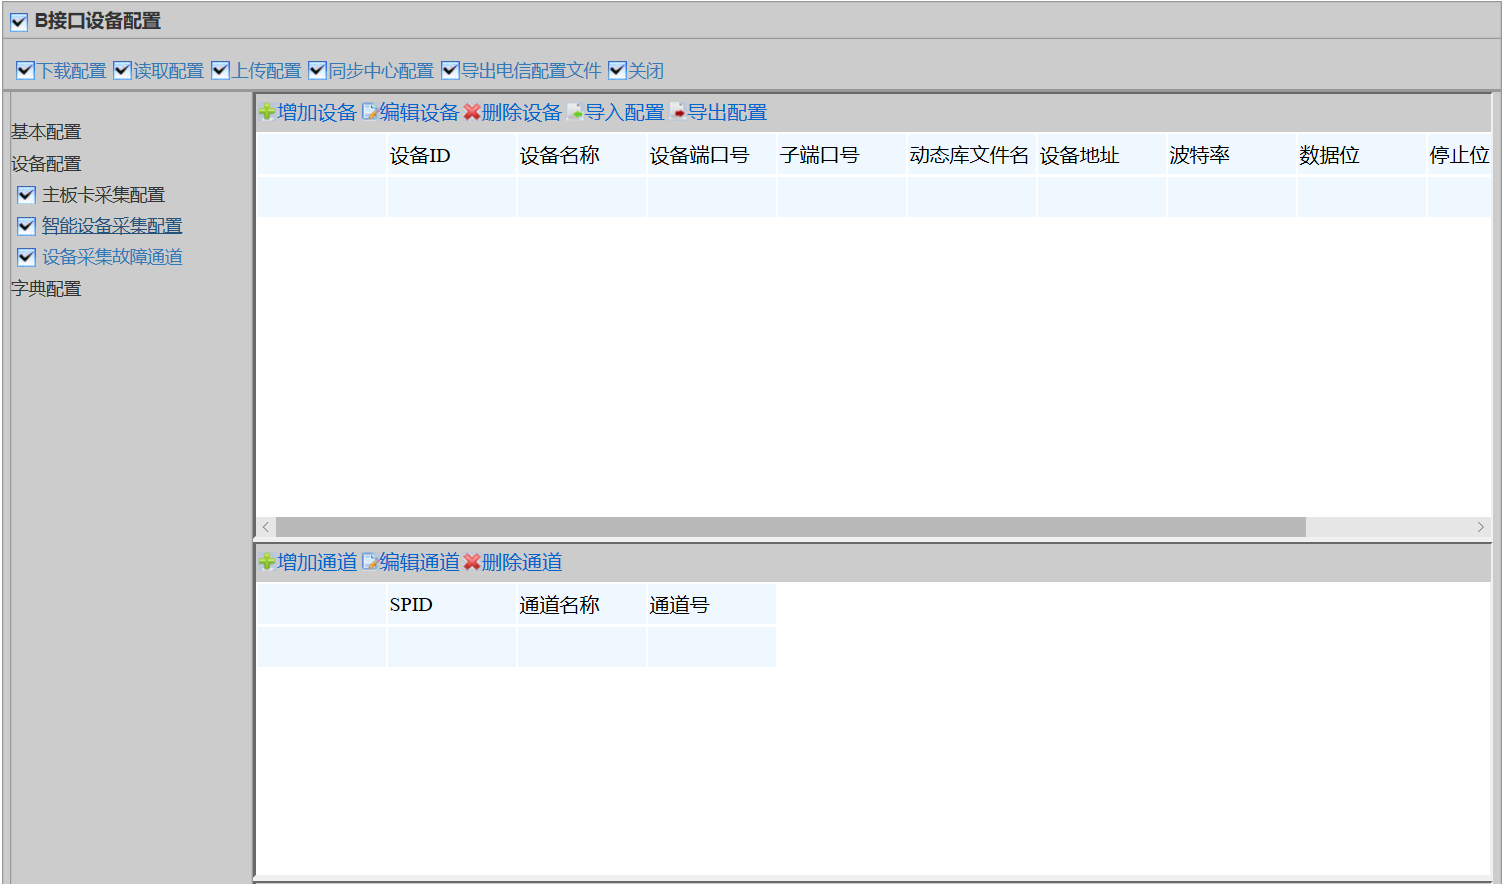 B接口设备配置
下载配置 读取配置 上传配置 同步中心配置 导出电信配置文件 关闭
基本配置
设备配置
主板卡采集配置
智能设备采集配置
设备采集故障通道
字典配置
增加设备 编辑设备 删除设备 导入配置 导出配置
设备ID 设备名称 设备端口号 子端口号 动态库文件名 设备地址 波特率 数据位 停止位
增加通道 编辑通道 删除通道
SPID 通道名称 通道号